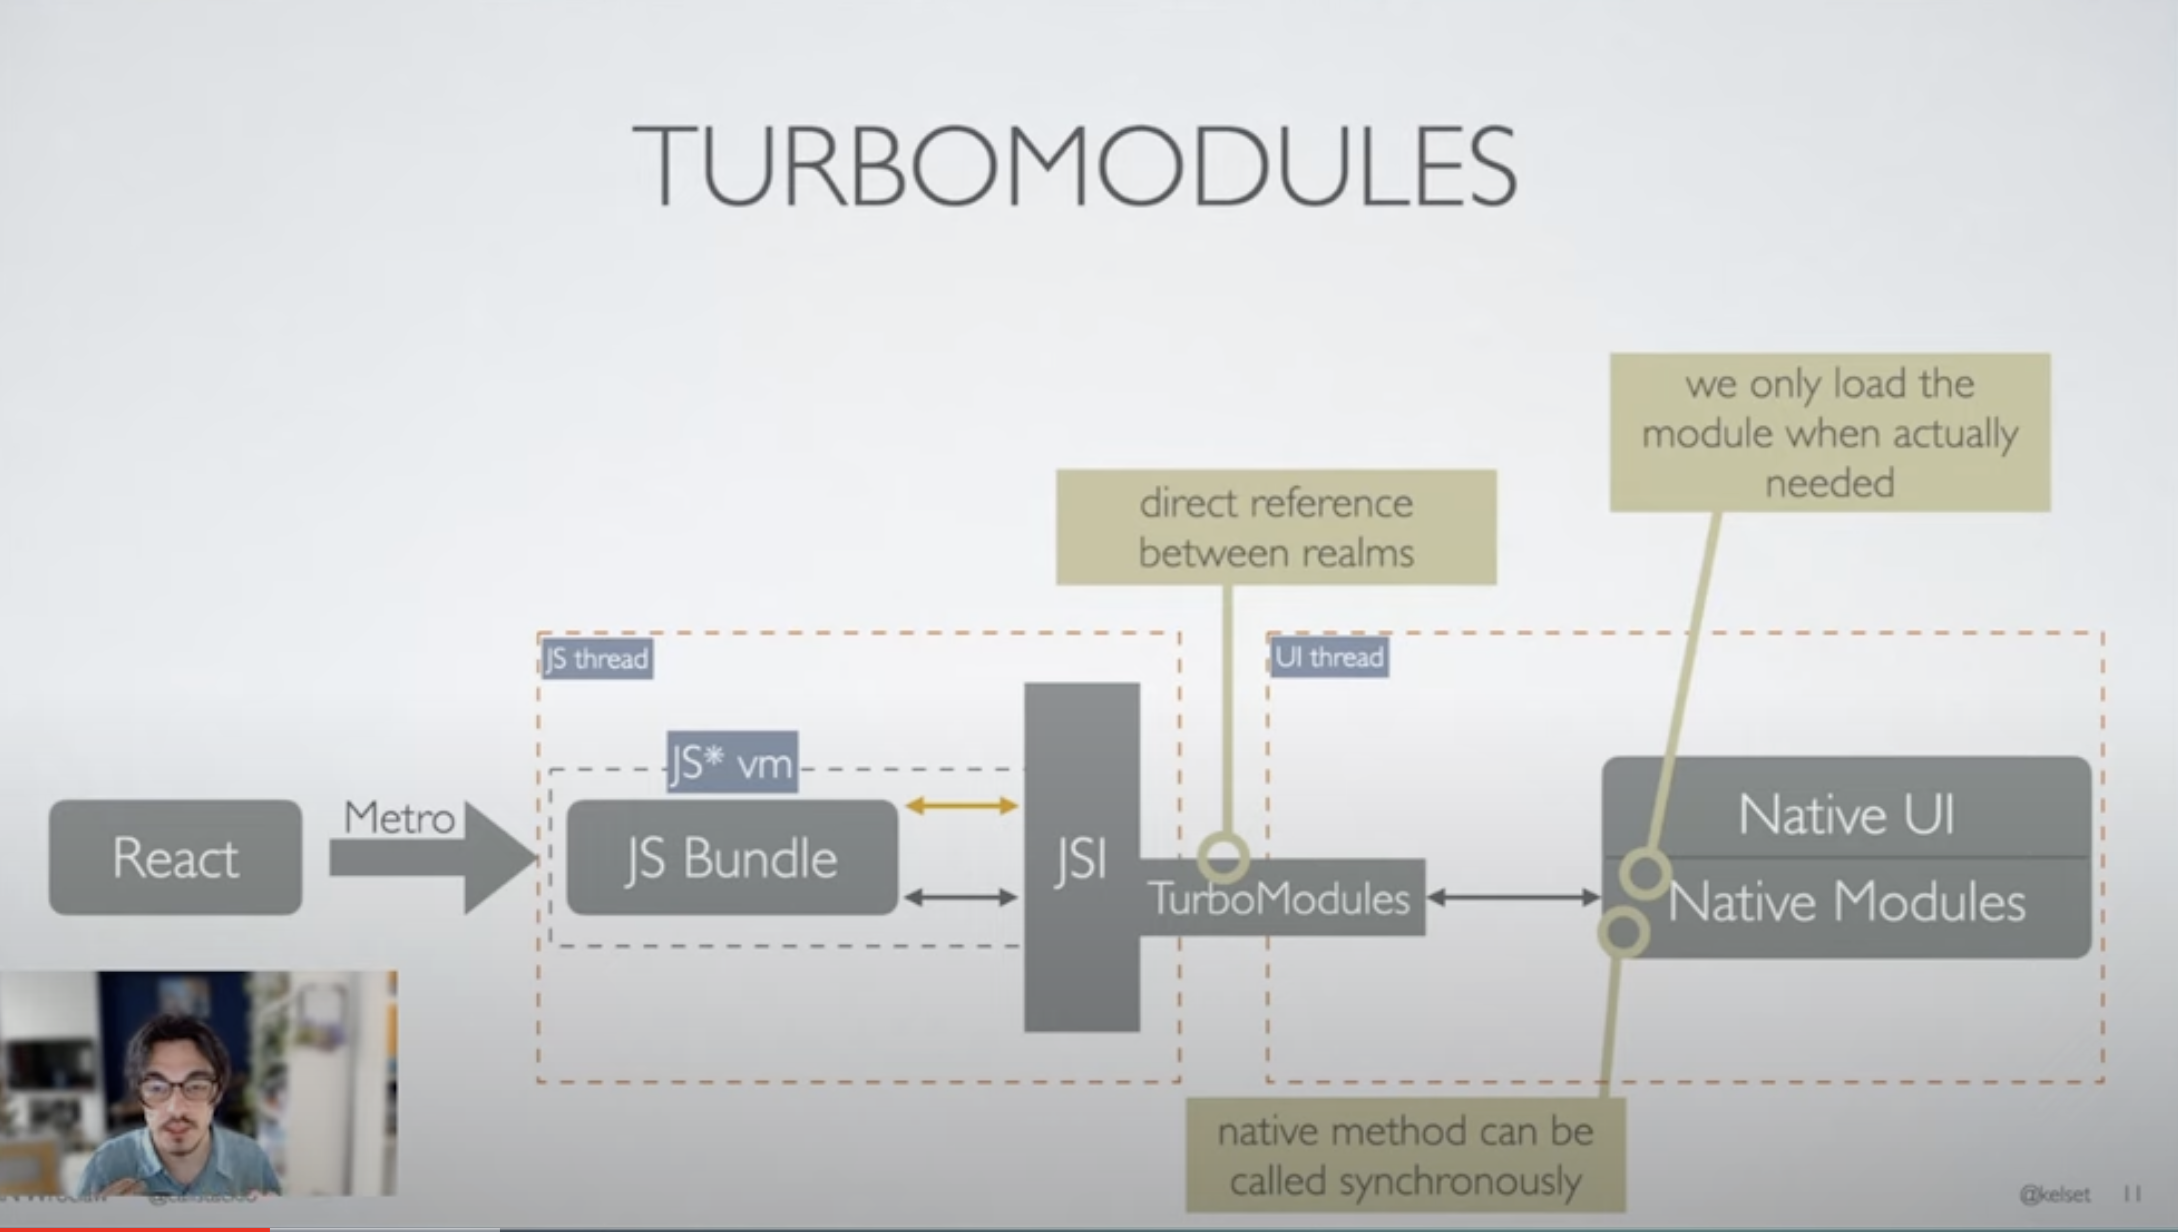 TURBOMODULES
we only load the
module when actually
needed
direct reference
between realms
JS thread
UI thread
JS* vm
React
Metro
JS Bundle
JSI
TurboModules
Native UI
Native Modules
native method can be
called synchronously
@kelset 11